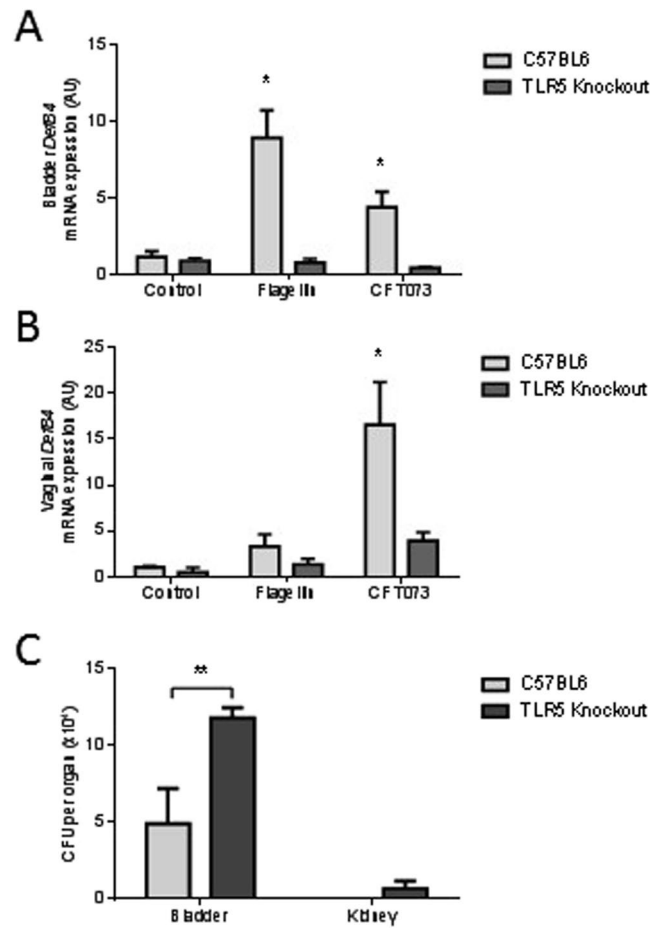 A
Bladder DefB4
mRNA expression (AU)
15
10
5
0
*
*
Control
Flagellin
CFT073
C57BL6
TLR5 Knockout
B
Vaginal DefB4
mRNA expression (AU)
25
20
15
10
5
0
*
Control
Flagellin
CFT073
C57BL6
TLR5 Knockout
C
CFU per organ (x10⁴)
15
10
5
0
**
Bladder
Kidney
C57BL6
TLR5 Knockout